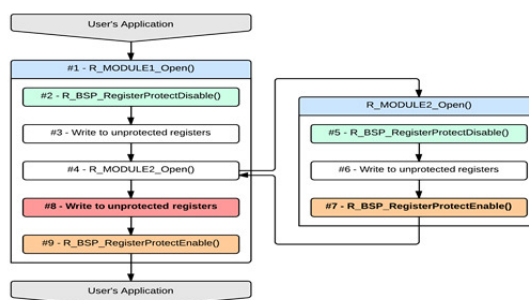 User's Application
#1 - R_MODULE1_Open()
#2 - R_BSP_RegisterProtectDisable()
#3 - Write to unprotected registers
#4 - R_MODULE2_Open()
#8 - Write to unprotected registers
#9 - R_BSP_RegisterProtectEnable()
User's Application
R_MODULE2_Open()
#5 - R_BSP_RegisterProtectDisable()
#6 - Write to unprotected registers
#7 - R_BSP_RegisterProtectEnable()